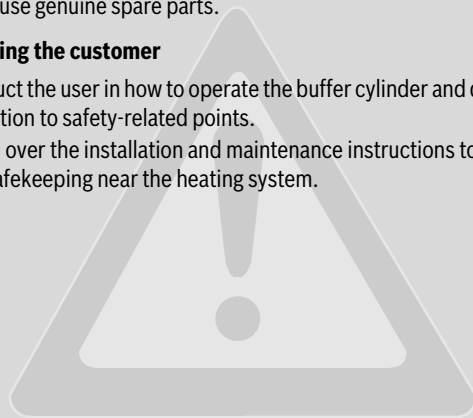 use genuine spare parts.
ing the customer
uct the user in how to operate the buffer cylinder and
tion to safety-related points.
over the installation and maintenance instructions to
afekeeping near the heating system.